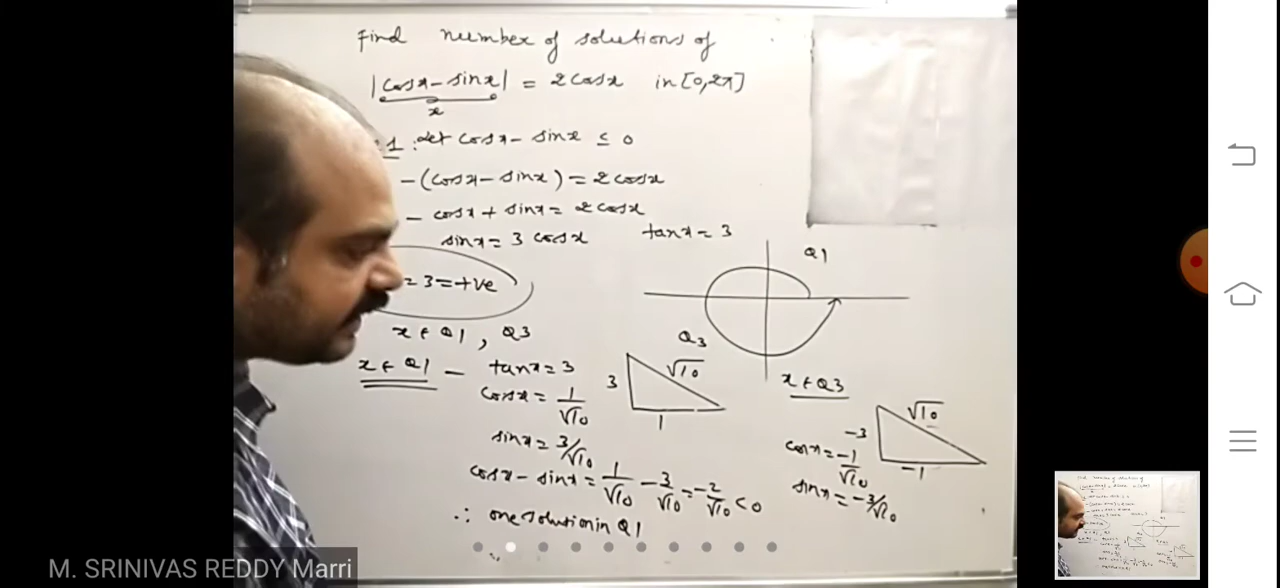 Find number of solutions of
|cosx - sinx| = 2cosx in [0, 2π]
x
1 : Let cosx - sinx ≤ 0
- (cosx - sinx) = 2cosx
- cosx + sinx = 2cosx
sinx = 3 cosx tanx = 3
= 3 = +ve
x ∈ Q1, Q3
Q1
Q3
x ∈ Q1 - tanx = 3
cosx = 1/√10
sinx = 3/√10
3 √10
1
cosx - sinx = 1/√10 - 3/√10 = -2/√10 < 0
∴ one solution in Q1
x ∈ Q3
cosx = -1/√10
sinx = -3/√10
-3 √10
-1
M. SRINIVAS REDDY Marri